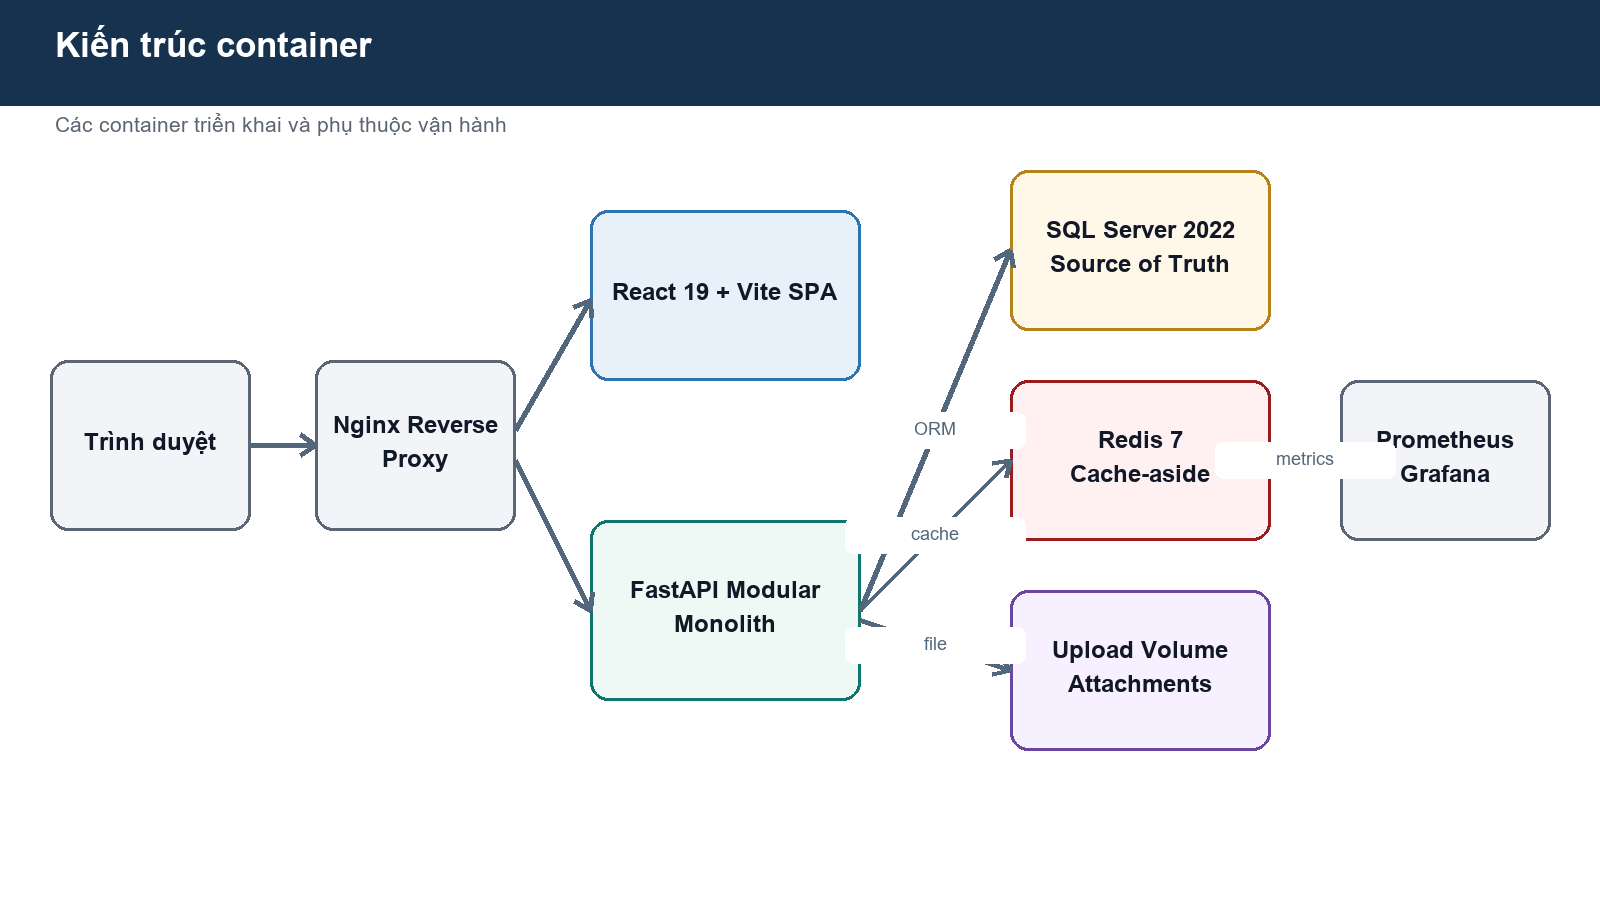 Kiến trúc container
Các container triển khai và phụ thuộc vận hành
Trình duyệt
Nginx Reverse
Proxy
React 19 + Vite SPA
FastAPI Modular
Monolith
ORM
cache
file
SQL Server 2022
Source of Truth
Redis 7
Cache-aside
Upload Volume
Attachments
metrics
Prometheus
Grafana